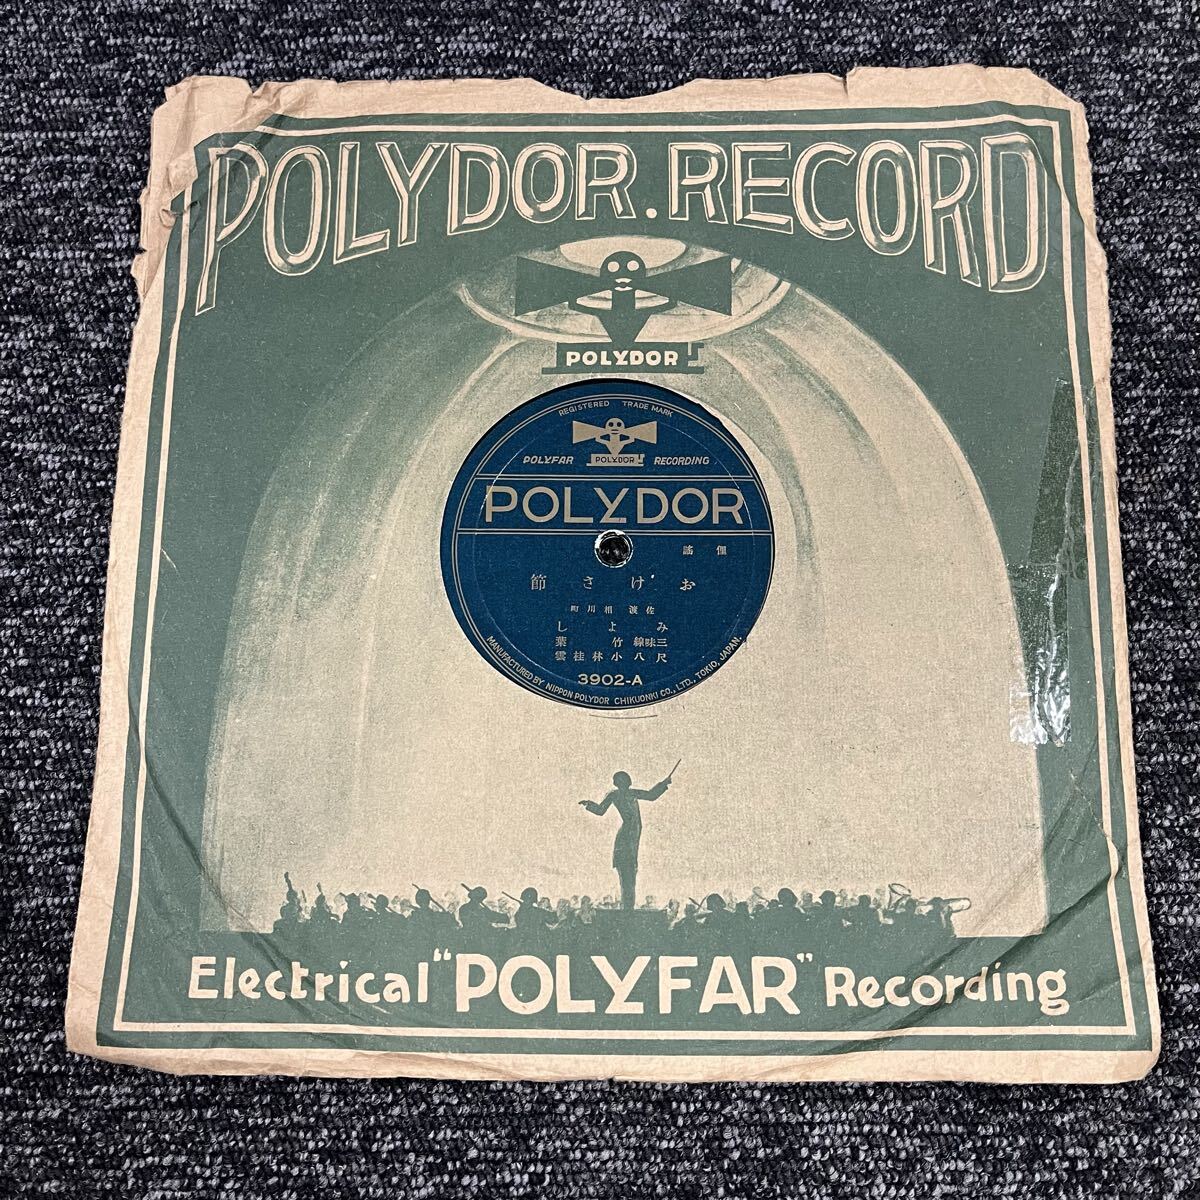 POLYDOR.RECORD
POLYDOR
REGISTERED TRADE MARK
POLYFAR POLYDOR RECORDING
POLYDOR
俚謡
おけさ節
佐渡相川町
みよし
三味線 竹葉
尺八 小林桂雲
3902-A
MANUFACTURED BY NIPPON POLYDOR CHIKUONKI CO., LTD., TOKIO, JAPAN.
Electrical "POLYFAR" Recording